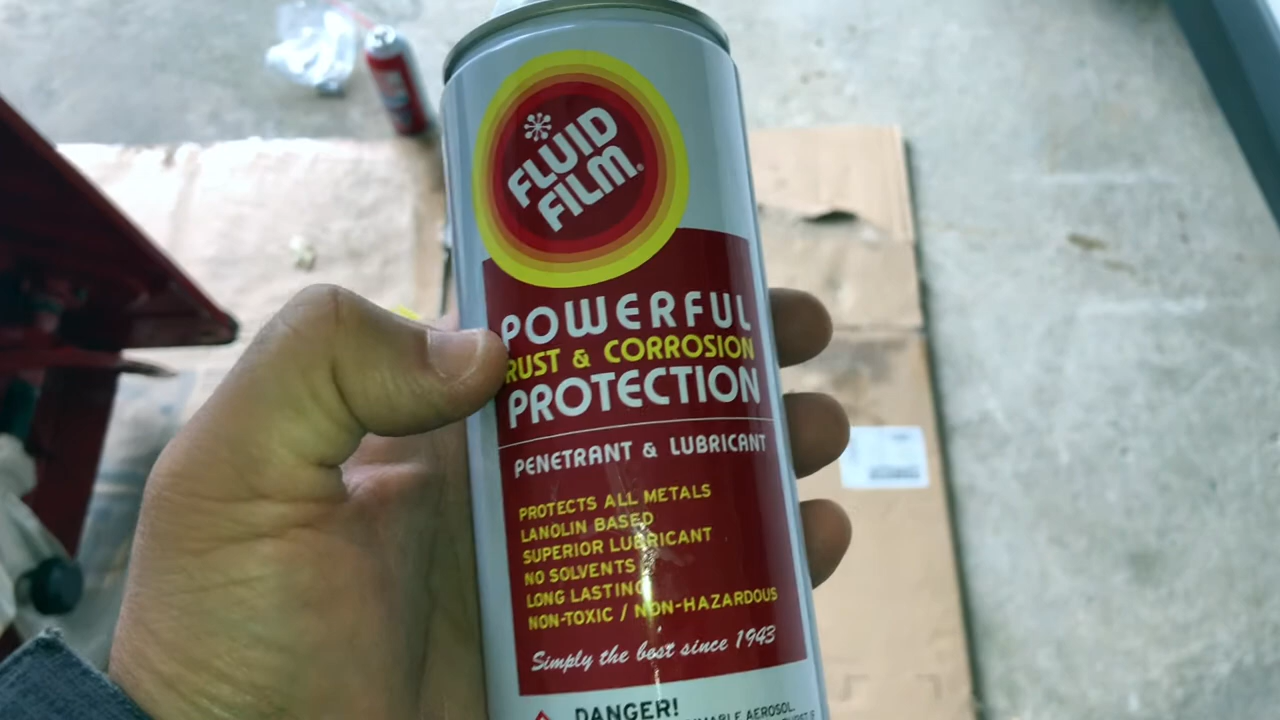 FLUID
FILM®
POWERFUL
RUST & CORROSION
PROTECTION
PENETRANT & LUBRICANT
PROTECTS ALL METALS
LANOLIN BASED
SUPERIOR LUBRICANT
NO SOLVENTS
LONG LASTING
NON-TOXIC / NON-HAZARDOUS
Simply the best since 1943
DANGER!
AEROSOL.